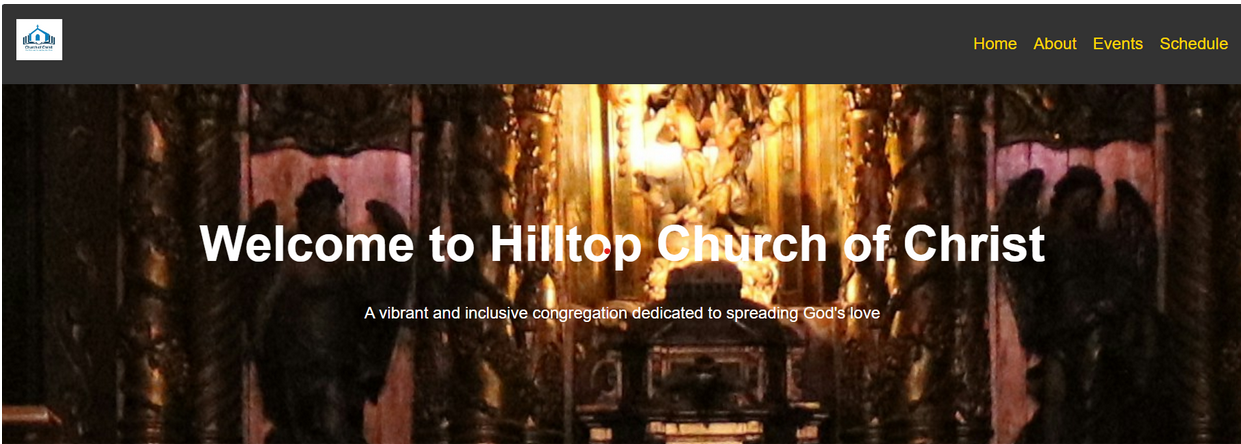 Church of Christ
Home About Events Schedule
Welcome to Hilltop Church of Christ
A vibrant and inclusive congregation dedicated to spreading God's love